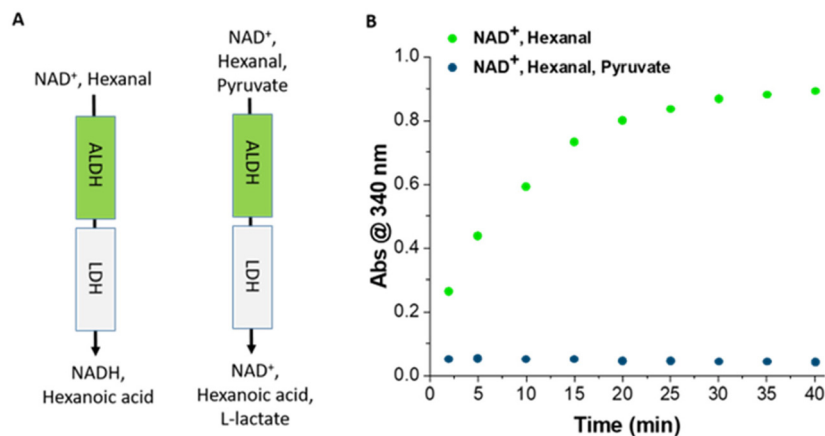 A
NAD⁺, Hexanal
ALDH
LDH
NADH,
Hexanoic acid
NAD⁺,
Hexanal,
Pyruvate
ALDH
LDH
NAD⁺,
Hexanoic acid,
L-lactate
B
NAD⁺, Hexanal
NAD⁺, Hexanal, Pyruvate
Abs @ 340 nm
1.0
0.8
0.6
0.4
0.2
0.0
0 5 10 15 20 25 30 35 40
Time (min)